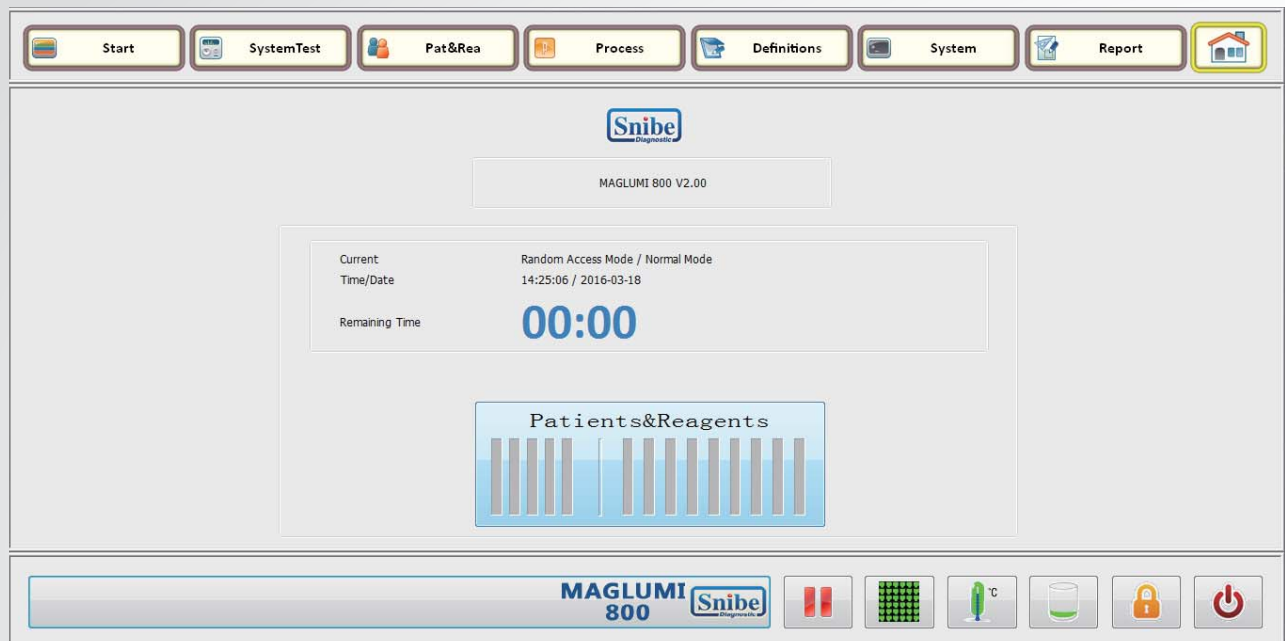 Start SystemTest Pat&Rea Process Definitions System Report
Snibe
Diagnostic
MAGLUMI 800 V2.00
Current Random Access Mode / Normal Mode
Time/Date 14:25:06 / 2016-03-18
Remaining Time 00:00
Patients&Reagents
MAGLUMI
800
Snibe
Diagnostic
°C